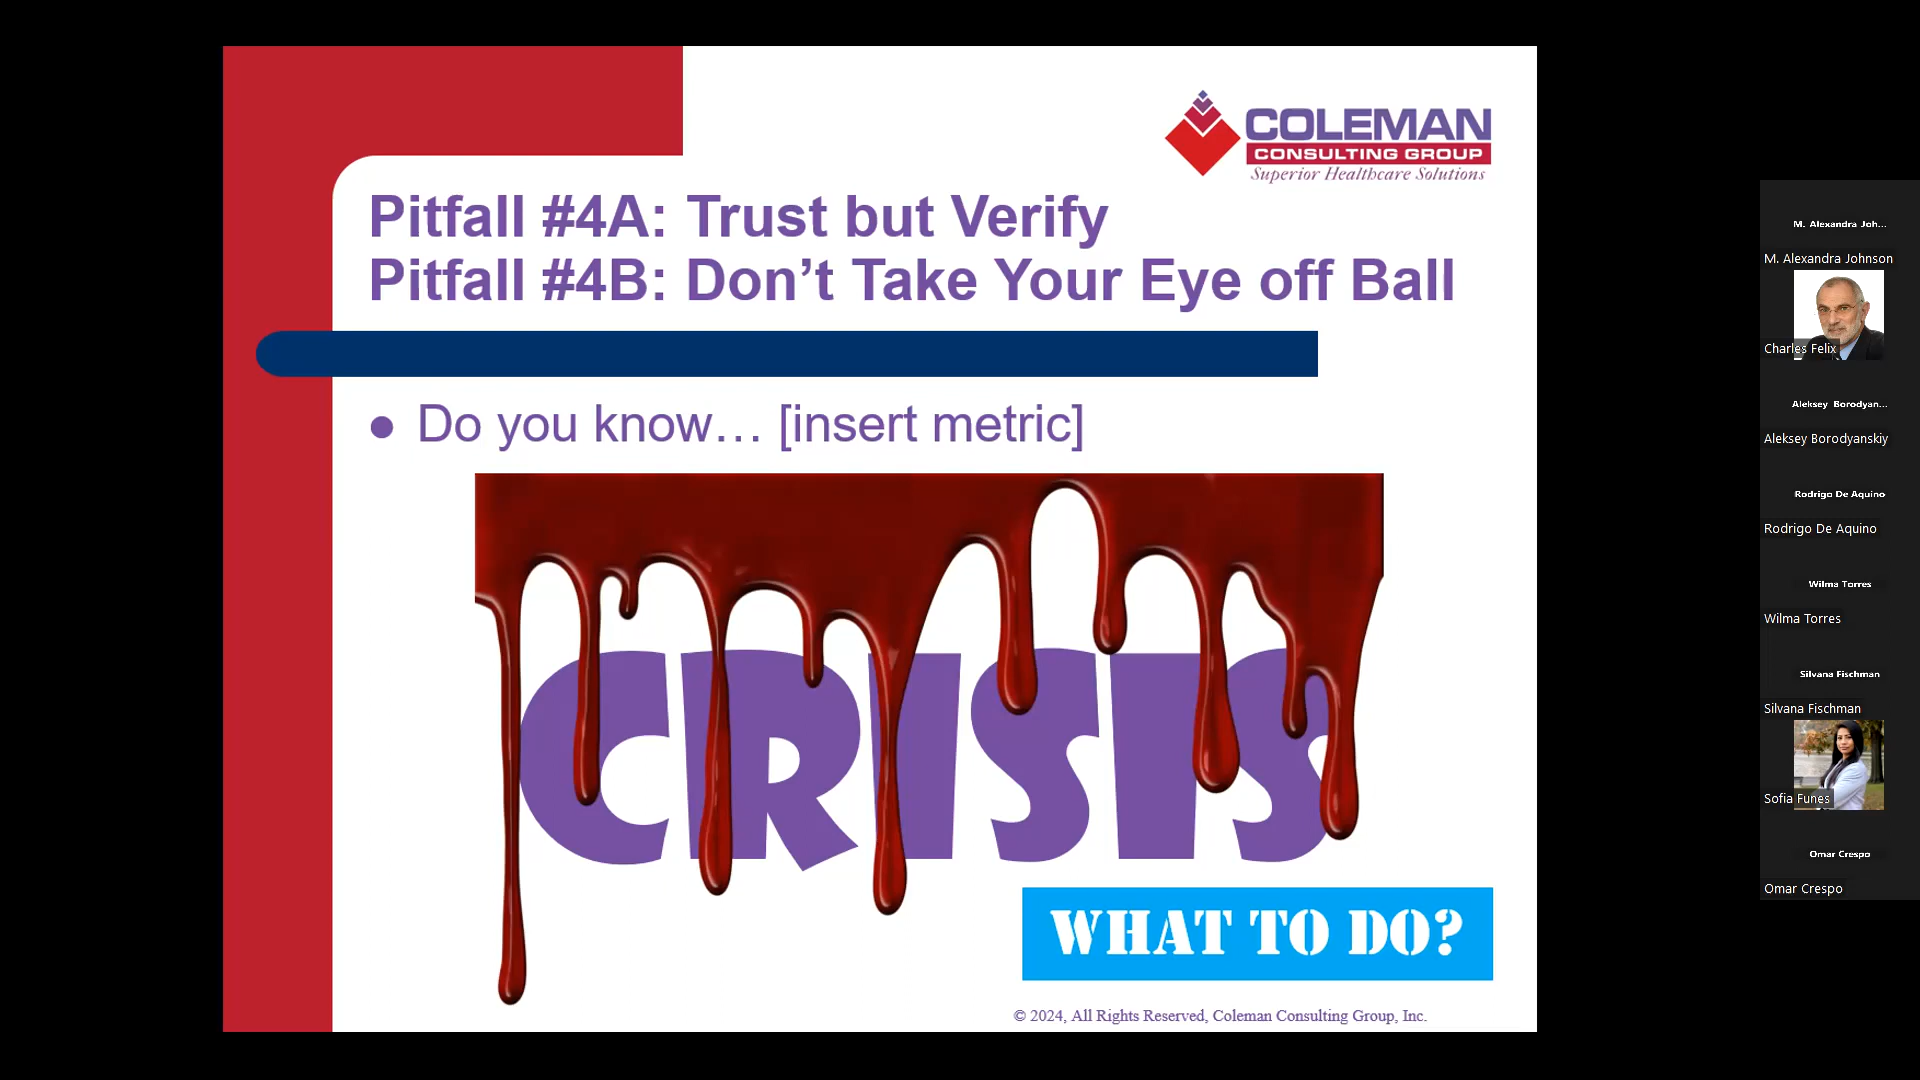 COLEMAN
CONSULTING GROUP
Superior Healthcare Solutions
Pitfall #4A: Trust but Verify
Pitfall #4B: Don’t Take Your Eye off Ball
● Do you know… [insert metric]
CRISIS
WHAT TO DO?
© 2024, All Rights Reserved, Coleman Consulting Group, Inc.
M. Alexandra Joh...
M. Alexandra Johnson
Charles Felix
Aleksey Borodyan...
Aleksey Borodyanskiy
Rodrigo De Aquino
Rodrigo De Aquino
Wilma Torres
Wilma Torres
Silvana Fischman
Silvana Fischman
Sofia Funes
Omar Crespo
Omar Crespo